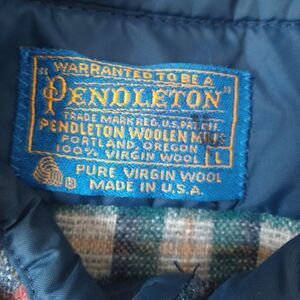 "WARRANTED TO BE A"
PENDLETON
TRADE MARK REG. U.S. PAT. OFF.
PENDLETON WOOLEN MILLS
PORTLAND, OREGON
100% VIRGIN WOOL L
PURE VIRGIN WOOL
® MADE IN U.S.A.